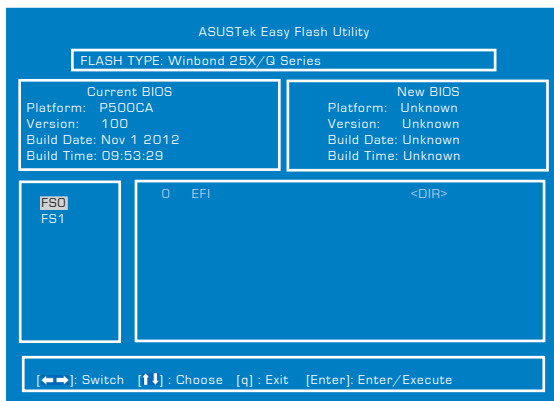 ASUSTek Easy Flash Utility
FLASH TYPE: Winbond 25X/Q Series
Current BIOS
Platform: P500CA
Version: 100
Build Date: Nov 1 2012
Build Time: 09:53:29
New BIOS
Platform: Unknown
Version: Unknown
Build Date: Unknown
Build Time: Unknown
FS0
FS1
0 EFI <DIR>
[←→]: Switch [↑↓] : Choose [q] : Exit [Enter]: Enter/Execute